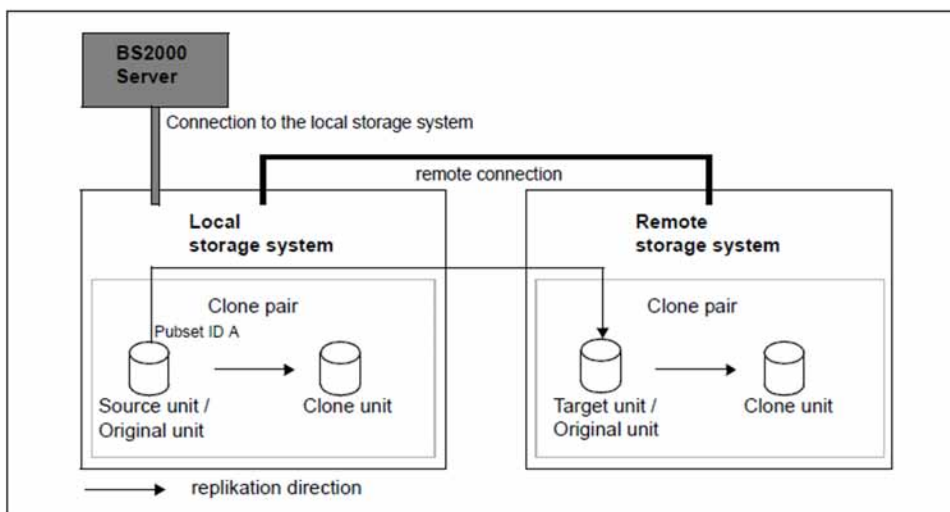 BS2000
Server
Connection to the local storage system
remote connection
Local
storage system
Remote
storage system
Clone pair
Pubset ID A
Source unit /
Original unit
Clone unit
Clone pair
Target unit /
Original unit
Clone unit
replikation direction